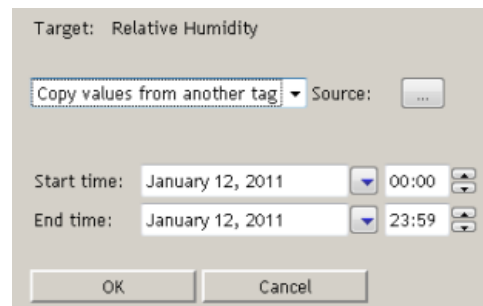 Target: Relative Humidity
Copy values from another tag Source: ...
Start time: January 12, 2011 00:00
End time: January 12, 2011 23:59
OK Cancel